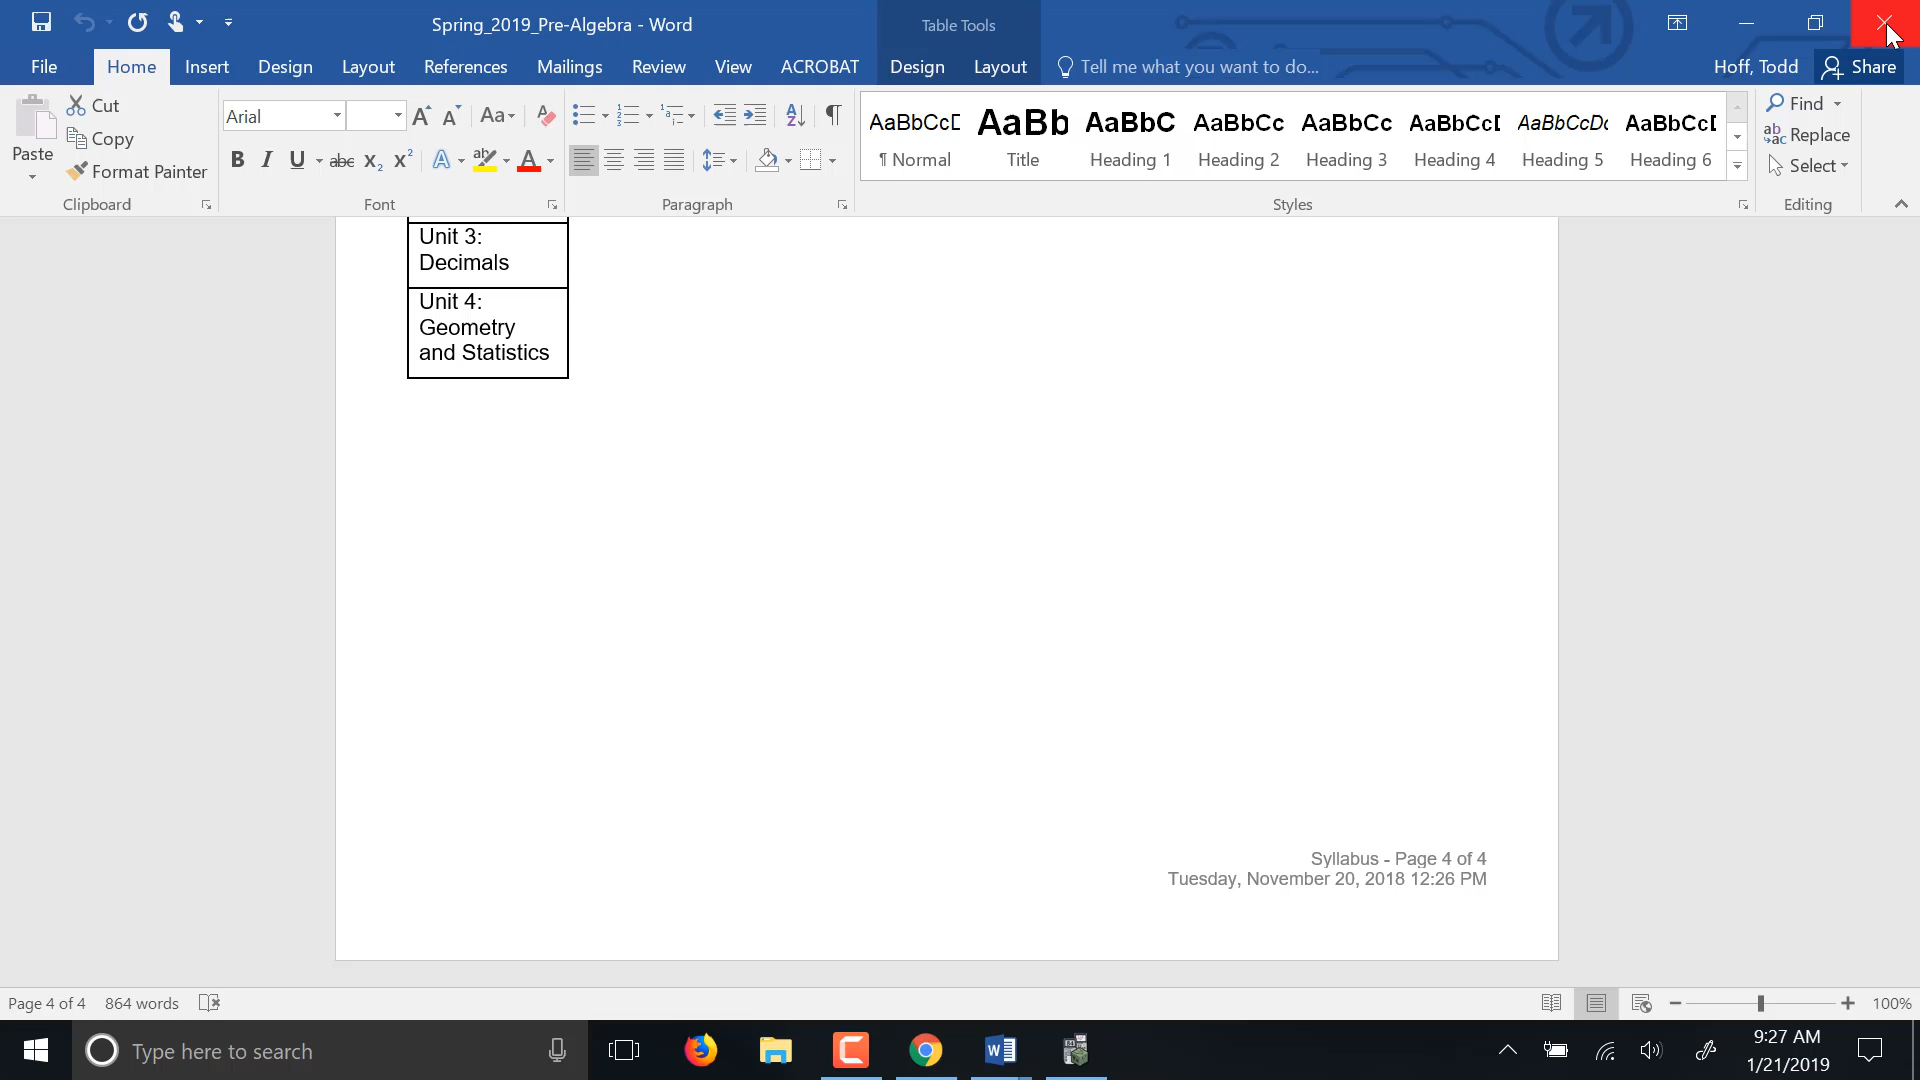 Spring_2019_Pre-Algebra - Word
Table Tools
File Home Insert Design Layout References Mailings Review View ACROBAT Design Layout Tell me what you want to do... Hoff, Todd Share
Paste
Cut
Copy
Format Painter
Clipboard
Arial
Aa
B I U abc X₂ X² A ab A
Font
Paragraph
AaBbCcD AaBb AaBbC AaBbCc AaBbCc AaBbCcD AaBbCcDc AaBbCcD
¶ Normal Title Heading 1 Heading 2 Heading 3 Heading 4 Heading 5 Heading 6
Styles
Find
Replace
Select
Editing
Unit 3:
Decimals
Unit 4:
Geometry
and Statistics
Syllabus - Page 4 of 4
Tuesday, November 20, 2018 12:26 PM
Page 4 of 4 864 words
100%
Type here to search
9:27 AM
1/21/2019